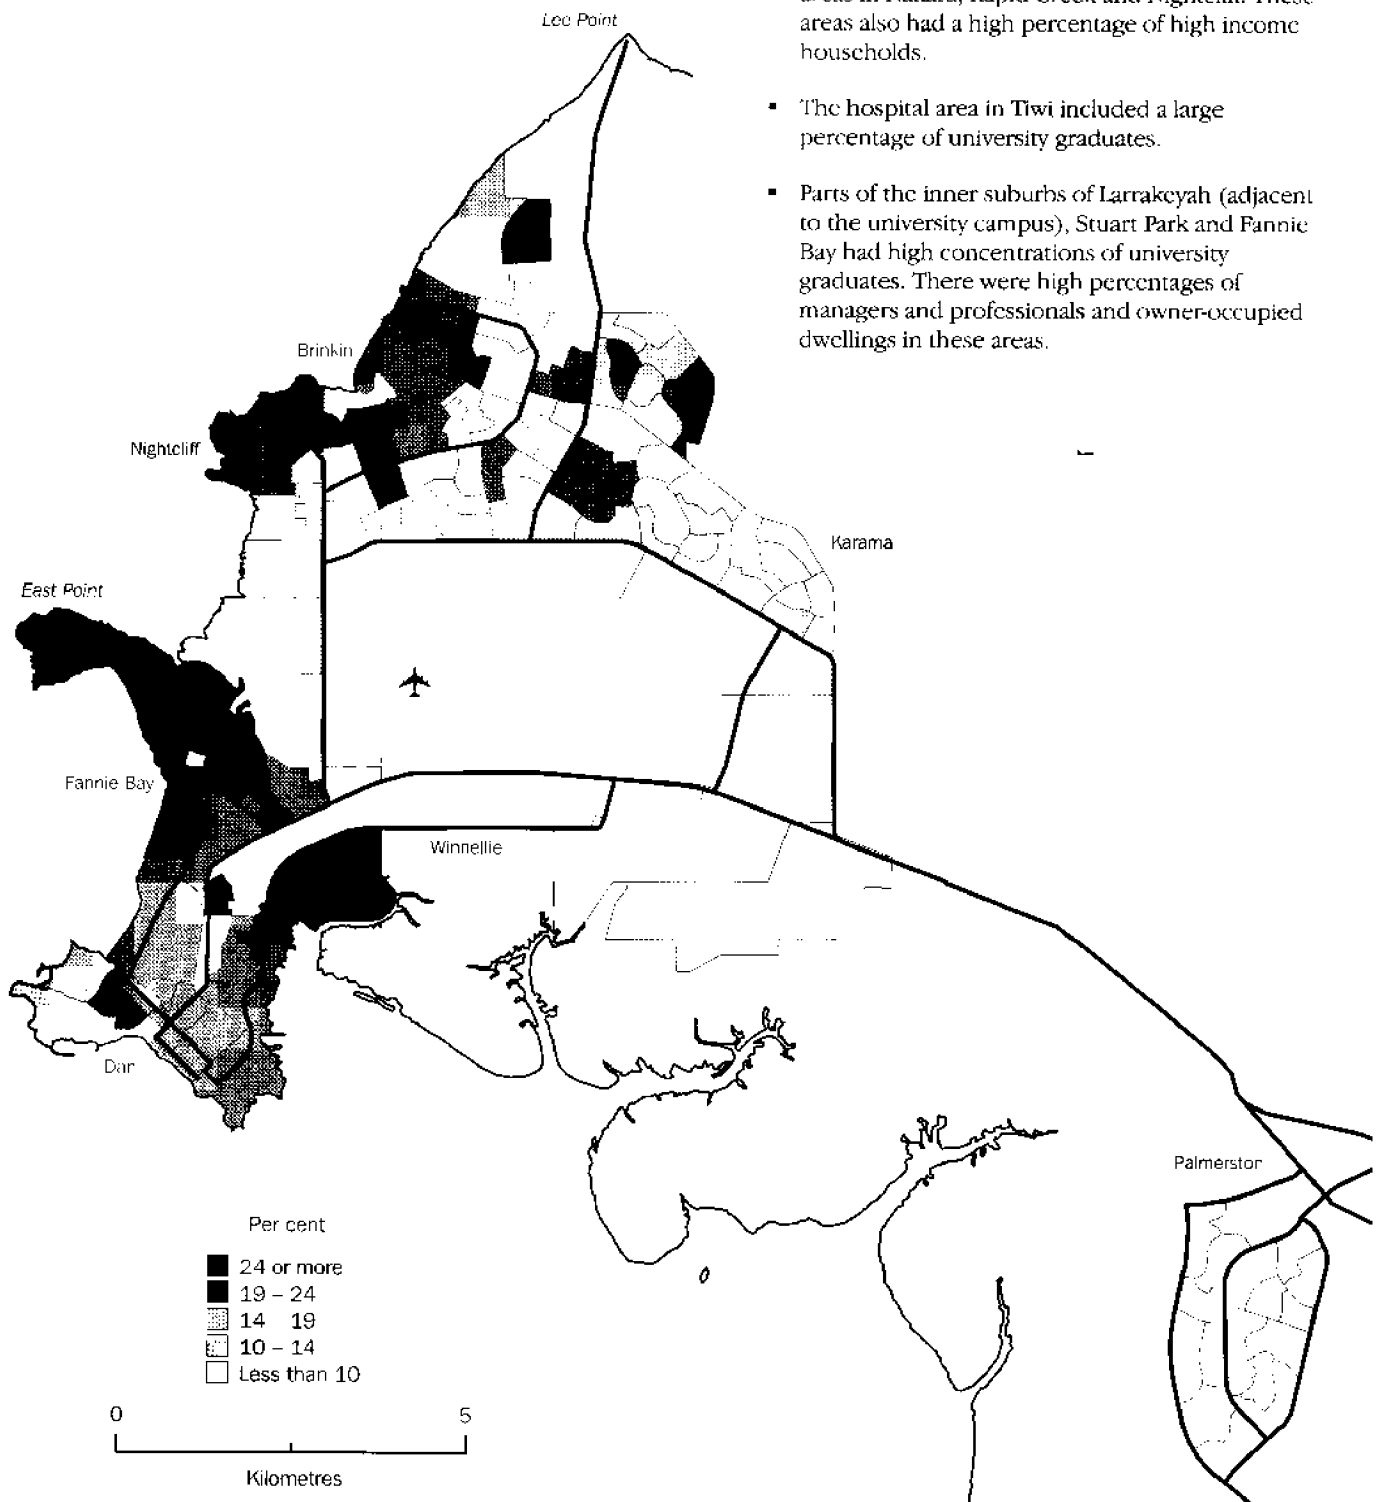 Lee Point
areas also had a high percentage of high income
households.
▪ The hospital area in Tiwi included a large
percentage of university graduates.
▪ Parts of the inner suburbs of Larrakeyah (adjacent
to the university campus), Stuart Park and Fannie
Bay had high concentrations of university
graduates. There were high percentages of
managers and professionals and owner-occupied
dwellings in these areas.
Brinkin
Nightcliff
Karama
East Point
Fannie Bay
Winnellie
Dar
Palmerston
Per cent
24 or more
19 – 24
14 19
10 – 14
Less than 10
0 5
Kilometres